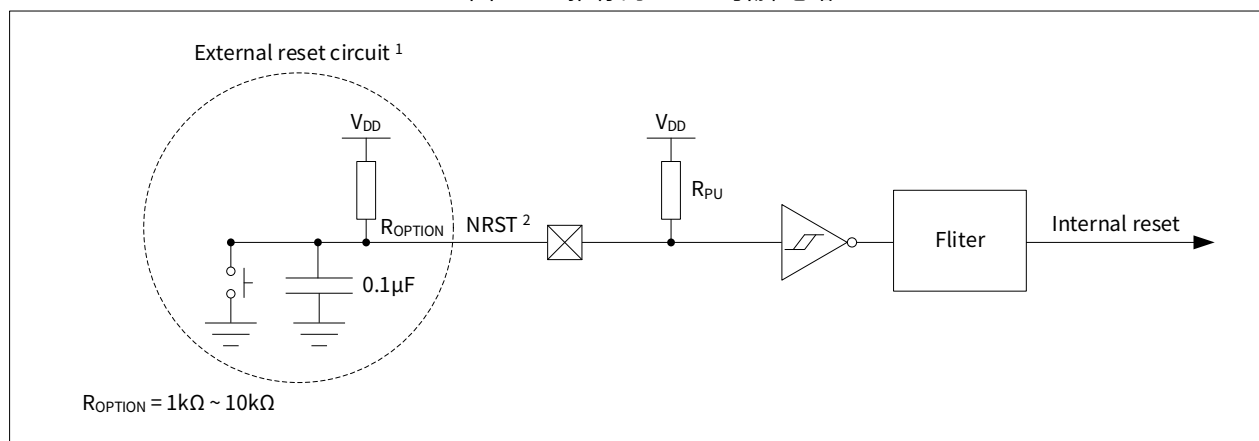 External reset circuit 1
VDD
VDD
ROPTION
NRST 2
RPU
Fliter
Internal reset
0.1μF
ROPTION = 1kΩ ~ 10kΩ